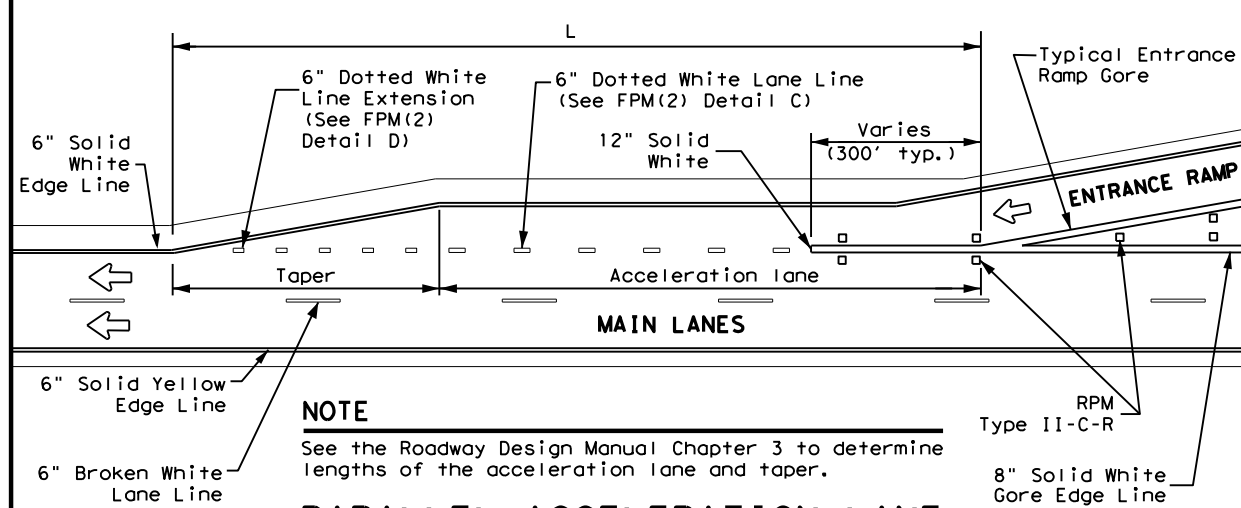 L
6" Dotted White
Line Extension
(See FPM(2)
Detail D)
6" Dotted White Lane Line
(See FPM(2) Detail C)
Typical Entrance
Ramp Gore
6" Solid
White
Edge Line
12" Solid
White
Varies
(300' typ.)
ENTRANCE RAMP
Taper
Acceleration lane
MAIN LANES
6" Solid Yellow
Edge Line
RPM
Type II-C-R
NOTE
See the Roadway Design Manual Chapter 3 to determine
lengths of the acceleration lane and taper.
6" Broken White
Lane Line
8" Solid White
Gore Edge Line